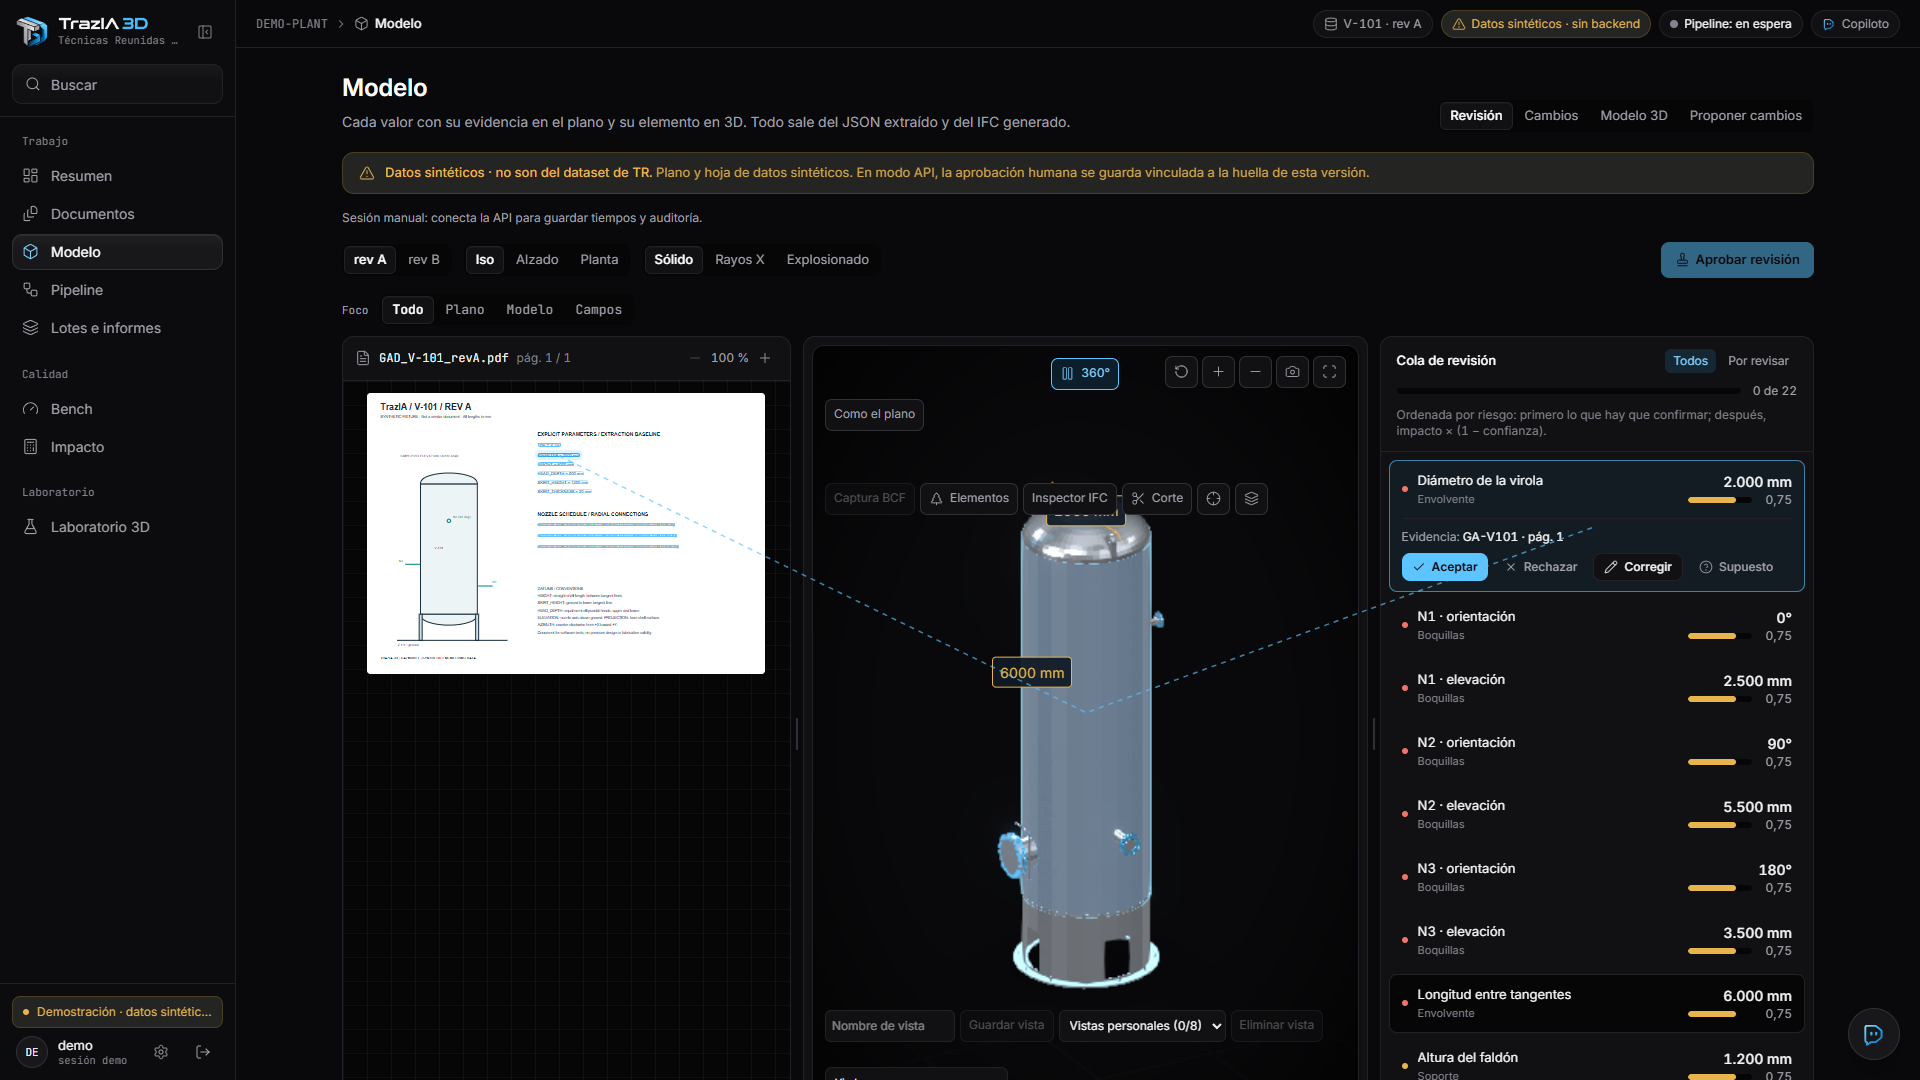 TrazIA 3D
Técnicas Reunidas …
Buscar
Trabajo
Resumen
Documentos
Modelo
Pipeline
Lotes e informes
Calidad
Bench
Impacto
Laboratorio
Laboratorio 3D
Demostración · datos sintétic...
DE
demo
sesión demo
DEMO-PLANT > Modelo
V-101 · rev A
Datos sintéticos · sin backend
Pipeline: en espera
Copiloto
Modelo
Cada valor con su evidencia en el plano y su elemento en 3D. Todo sale del JSON extraído y del IFC generado.
Revisión Cambios Modelo 3D Proponer cambios
Datos sintéticos · no son del dataset de TR. Plano y hoja de datos sintéticos. En modo API, la aprobación humana se guarda vinculada a la huella de esta versión.
Sesión manual: conecta la API para guardar tiempos y auditoría.
rev A rev B Iso Alzado Planta Sólido Rayos X Explosionado
Aprobar revisión
Foco Todo Plano Modelo Campos
GAD_V-101_revA.pdf pág. 1 / 1 100 %
TrazIA / V-101 / REV A
EXPLICIT PARAMETERS / EXTRACTION BASELINE
NOZZLE SCHEDULE / RADIAL CONNECTIONS
360°
Como el plano
Captura BCF Elementos Inspector IFC Corte
6000 mm
Nombre de vista Guardar vista Vistas personales (0/8) Eliminar vista
Cola de revisión Todos Por revisar
0 de 22
Ordenada por riesgo: primero lo que hay que confirmar; después,
impacto × (1 − confianza).
Diámetro de la virola 2.000 mm
Envolvente 0,75
Evidencia: GA-V101 · pág. 1
Aceptar Rechazar Corregir Supuesto
N1 · orientación 0°
Boquillas 0,75
N1 · elevación 2.500 mm
Boquillas 0,75
N2 · orientación 90°
Boquillas 0,75
N2 · elevación 5.500 mm
Boquillas 0,75
N3 · orientación 180°
Boquillas 0,75
N3 · elevación 3.500 mm
Boquillas 0,75
Longitud entre tangentes 6.000 mm
Envolvente 0,75
Altura del faldón 1.200 mm
Soporte 0,75